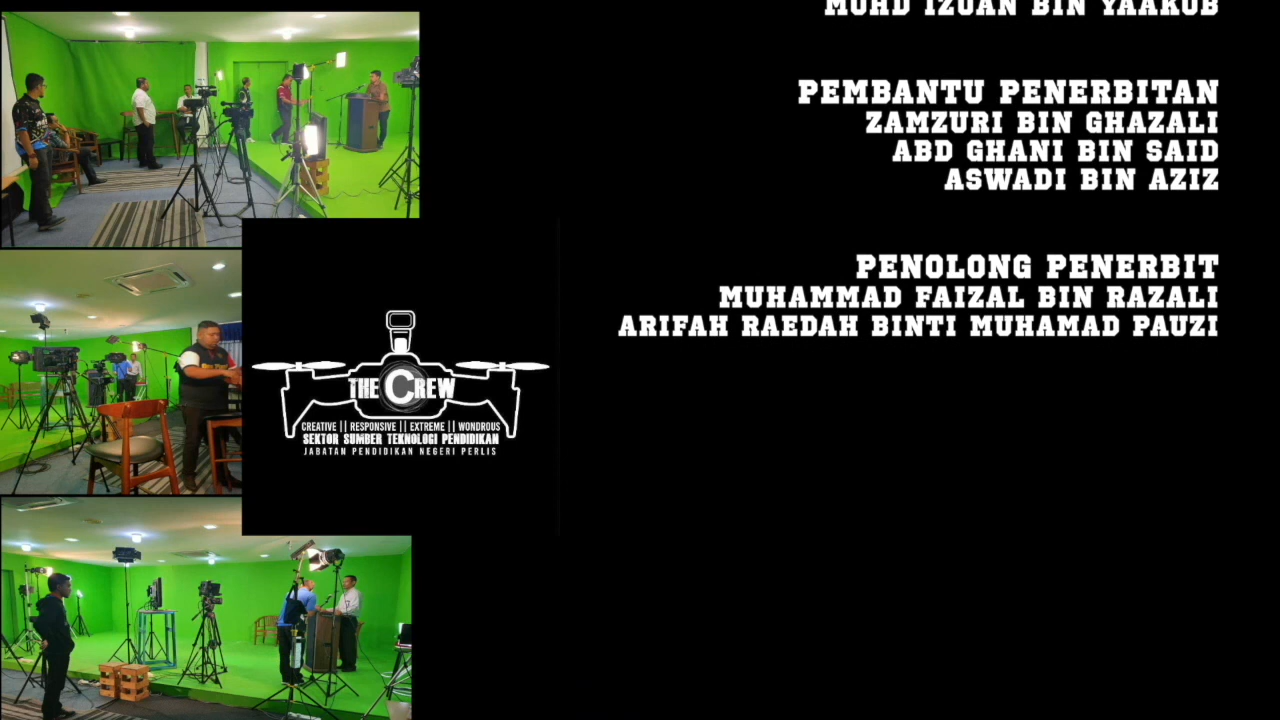 MOHD IZUAN BIN YAAKUB
PEMBANTU PENERBITAN
ZAMZURI BIN GHAZALI
ABD GHANI BIN SAID
ASWADI BIN AZIZ
PENOLONG PENERBIT
MUHAMMAD FAIZAL BIN RAZALI
ARIFAH RAEDAH BINTI MUHAMAD PAUZI
THE CREW
CREATIVE || RESPONSIVE || EXTREME || WONDROUS
SEKTOR SUMBER TEKNOLOGI PENDIDIKAN
JABATAN PENDIDIKAN NEGERI PERLIS